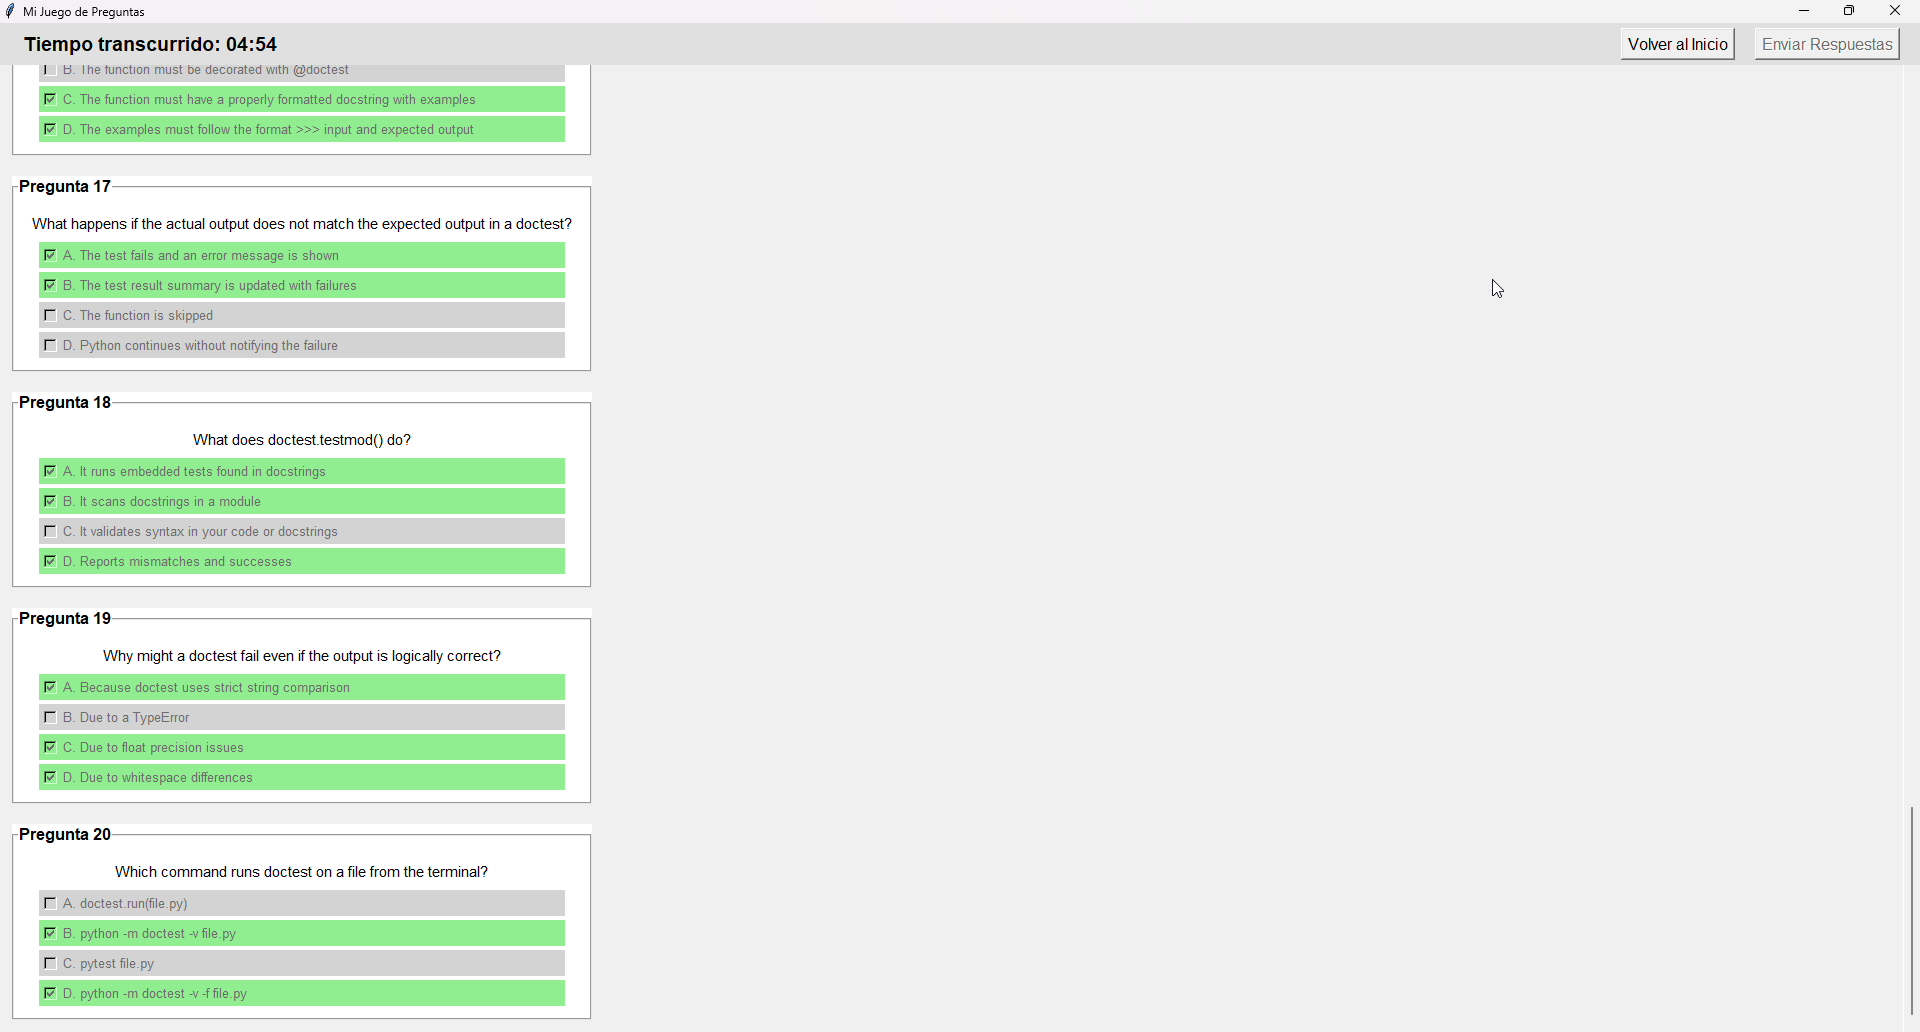 Mi Juego de Preguntas
Tiempo transcurrido: 04:54
Volver al Inicio
Enviar Respuestas
B. The function must be decorated with @doctest
C. The function must have a properly formatted docstring with examples
D. The examples must follow the format >>> input and expected output
Pregunta 17
What happens if the actual output does not match the expected output in a doctest?
A. The test fails and an error message is shown
B. The test result summary is updated with failures
C. The function is skipped
D. Python continues without notifying the failure
Pregunta 18
What does doctest.testmod() do?
A. It runs embedded tests found in docstrings
B. It scans docstrings in a module
C. It validates syntax in your code or docstrings
D. Reports mismatches and successes
Pregunta 19
Why might a doctest fail even if the output is logically correct?
A. Because doctest uses strict string comparison
B. Due to a TypeError
C. Due to float precision issues
D. Due to whitespace differences
Pregunta 20
Which command runs doctest on a file from the terminal?
A. doctest.run(file.py)
B. python -m doctest -v file.py
C. pytest file.py
D. python -m doctest -v -f file.py